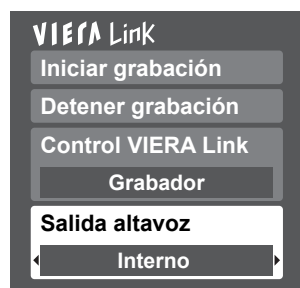 VIERA Link
Iniciar grabación
Detener grabación
Control VIERA Link
Grabador
Salida altavoz
Interno